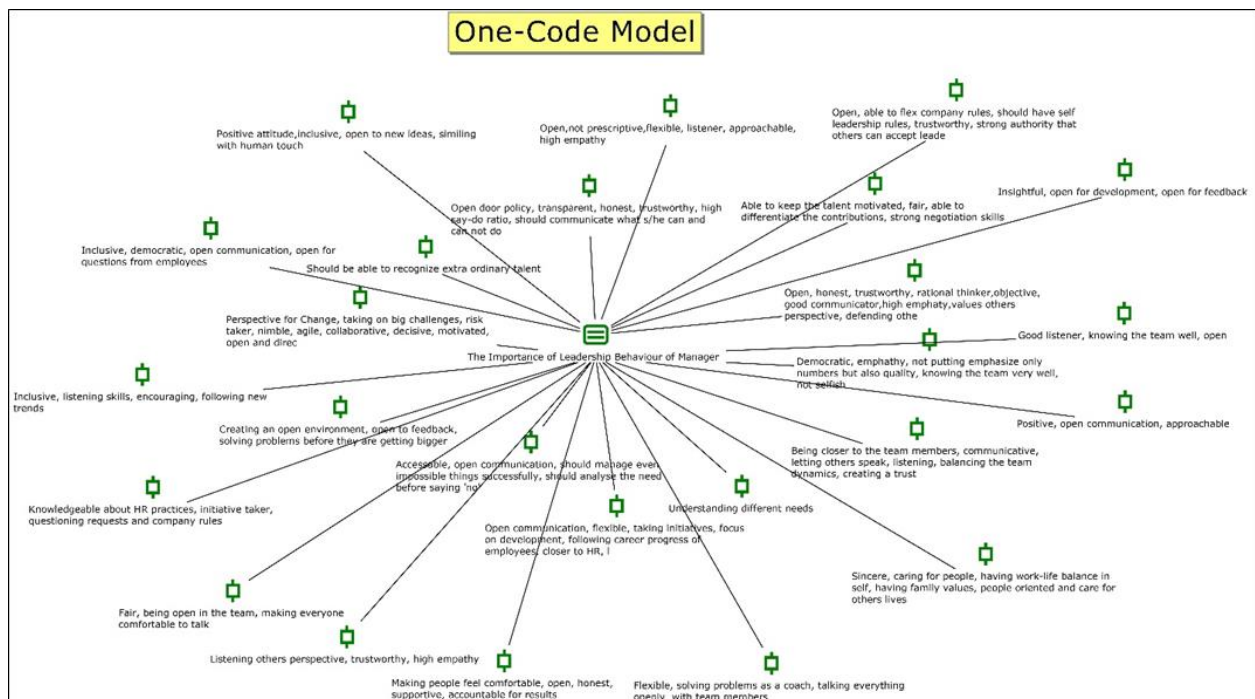 One-Code Model
Positive attitude,inclusive, open to new ideas, similing
with human touch
Open,not prescriptive,flexible, listener, approachable,
high empathy
Open, able to flex company rules, should have self
leadership rules, trustworthy, strong authority that
others can accept leade
Insightful, open for development, open for feedback
Open door policy, transparent, honest, trustworthy, high
say-do ratio, should communicate what s/he can and
can not do
Able to keep the talent motivated, fair, able to
differentiate the contributions, strong negotiation skills
Inclusive, democratic, open communication, open for
questions from employees
Should be able to recognize extra ordinary talent
Open, honest, trustworthy, rational thinker,objective,
good communicator,high emphaty,values others
perspective, defending othe
Perspective for Change, taking on big challenges, risk
taker, nimble, agile, collaborative, decisive, motivated,
open and direc
Good listener, knowing the team well, open
The Importance of Leadership Behaviour of Manager
Democratic, emphathy, not putting emphasize only
numbers but also quality, knowing the team very well,
not selfish
Inclusive, listening skills, encouraging, following new
trends
Creating an open environment, open to feedback,
solving problems before they are getting bigger
Positive, open communication, approachable
Being closer to the team members, communicative,
letting others speak, listening, balancing the team
dynamics, creating a trust
Accessable, open communication, should manage even
impossible things successfully, should analyse the need
before saying 'no'
Knowledgeable about HR practices, initiative taker,
questioning requests and company rules
Understanding different needs
Open communication, flexible, taking initiatives, focus
on development, following career progress of
employees, closer to HR, l
Sincere, caring for people, having work-life balance in
self, having family values, people oriented and care for
others lives
Fair, being open in the team, making everyone
comfortable to talk
Listening others perspective, trustworthy, high empathy
Making people feel comfortable, open, honest,
supportive, accountable for results
Flexible, solving problems as a coach, talking everything
openly, with team members